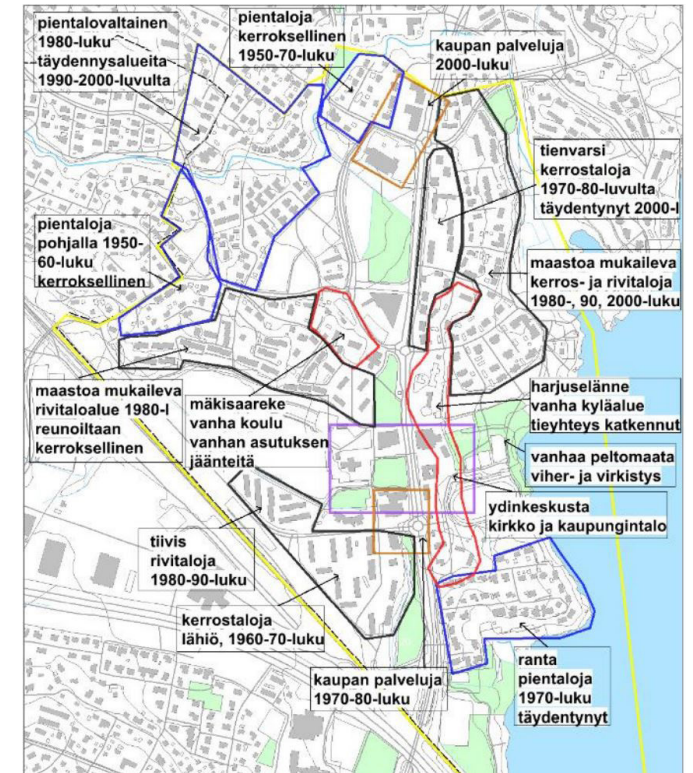 pientalovaltainen
1980-luku
täydennysalueita
1990-2000-luvulta
pientaloja
kerroksellinen
1950-70-luku
kaupan palveluja
2000-luku
tienvarsi
kerrostaloja
1970-80-luvulta
täydentynyt 2000-l
pientaloja
pohjalla 1950-
60-luku
kerroksellinen
maastoa mukaileva
kerros- ja rivitaloja
1980-, 90, 2000-luku
maastoa mukaileva
rivitaloalue 1980-l
reunoiltaan
kerroksellinen
mäkisaareke
vanha koulu
vanhan asutuksen
jäänteitä
harjuselänne
vanha kyläalue
tieyhteys katkennut
vanhaa peltomaata
viher- ja virkistys
ydinkeskusta
kirkko ja kaupungintalo
tiivis
rivitaloja
1980-90-luku
kerrostaloja
lähiö, 1960-70-luku
kaupan palveluja
1970-80-luku
ranta
pientaloja
1970-luku
täydentynyt